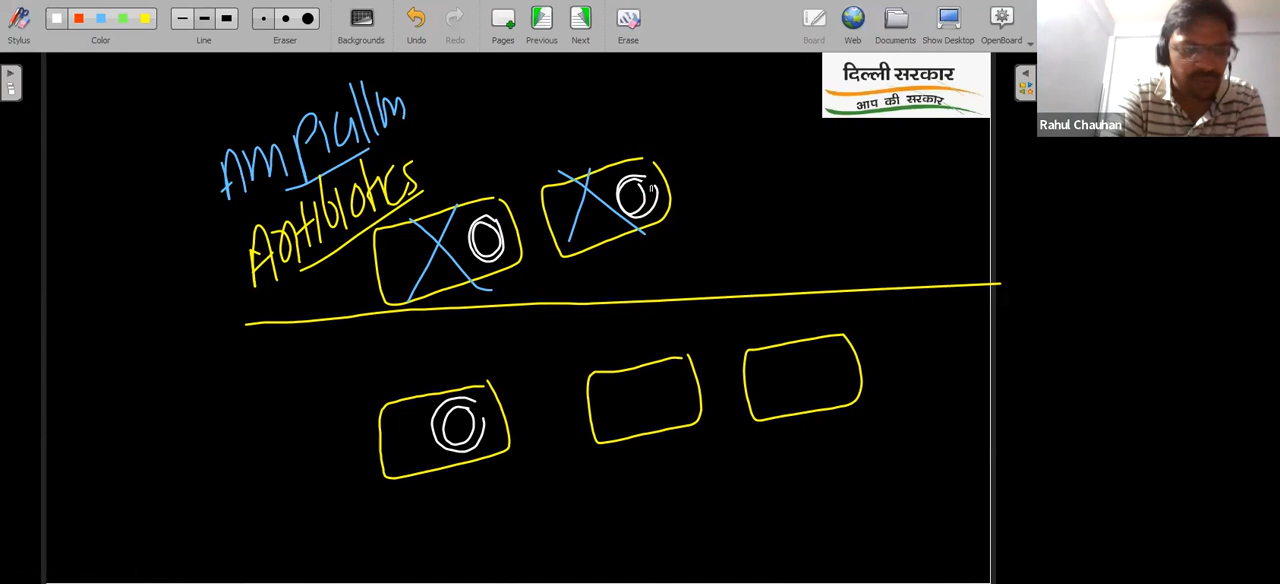 Stylus
Color
Line
Eraser
Backgrounds
Undo
Redo
Pages
Previous
Next
Erase
Board
Web
Documents
Show Desktop
OpenBoard
दिल्ली सरकार
आप की सरकार
Rahul Chauhan
Ampicillin
Antibiotics